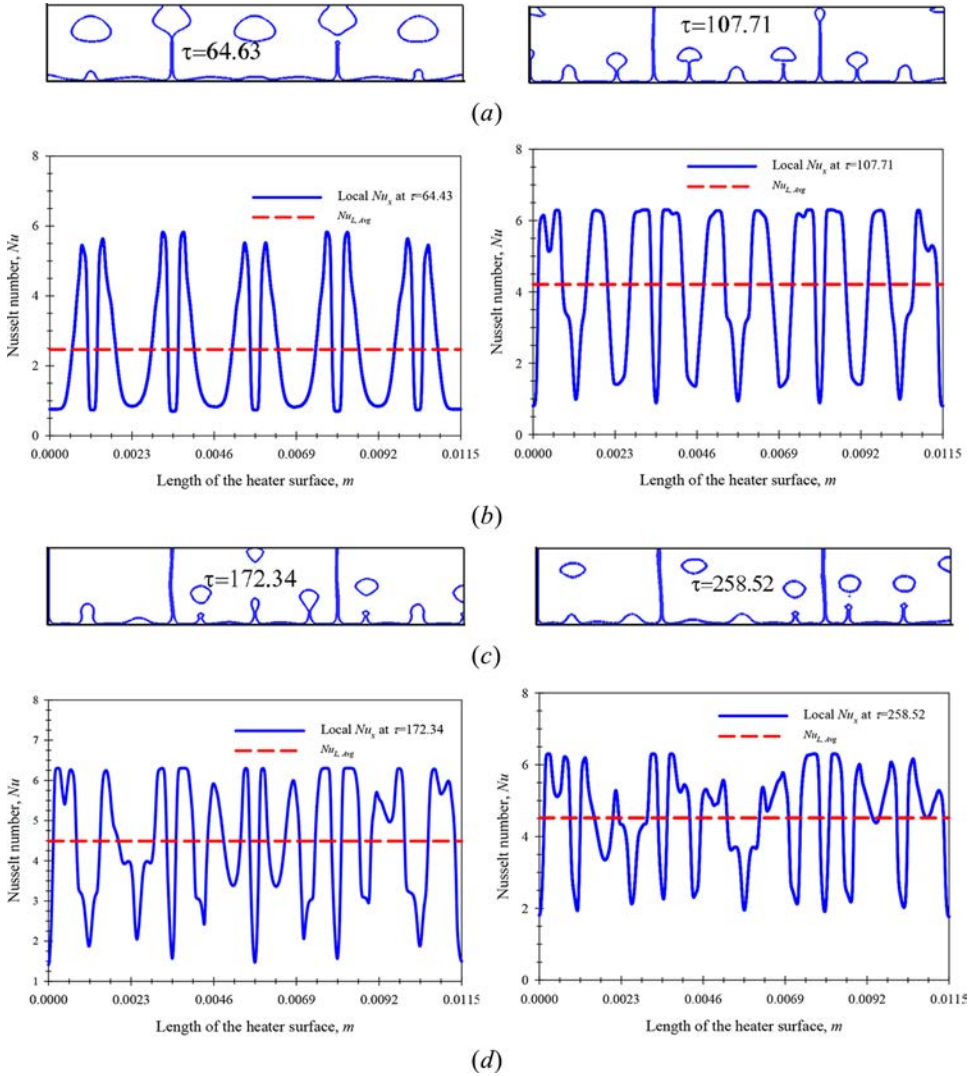 τ=64.63
τ=107.71
(a)
8
6
4
2
0
Nusselt number, Nu
Local Nux at τ=64.43
NuL, Avg
0.0000 0.0023 0.0046 0.0069 0.0092 0.0115
Length of the heater surface, m
8
6
4
2
0
Nusselt number, Nu
Local Nux at τ=107.71
NuL, Avg
0.0000 0.0023 0.0046 0.0069 0.0092 0.0115
Length of the heater surface, m
(b)
τ=172.34
τ=258.52
(c)
8
7
6
5
4
3
2
1
Nusselt number, Nu
Local Nux at τ=172.34
NuL, Avg
0.0000 0.0023 0.0046 0.0069 0.0092 0.0115
Length of the heater surface, m
8
6
4
2
0
Nusselt number, Nu
Local Nux at τ=258.52
NuL, Avg
0.0000 0.0023 0.0046 0.0069 0.0092 0.0115
Length of the heater surface, m
(d)